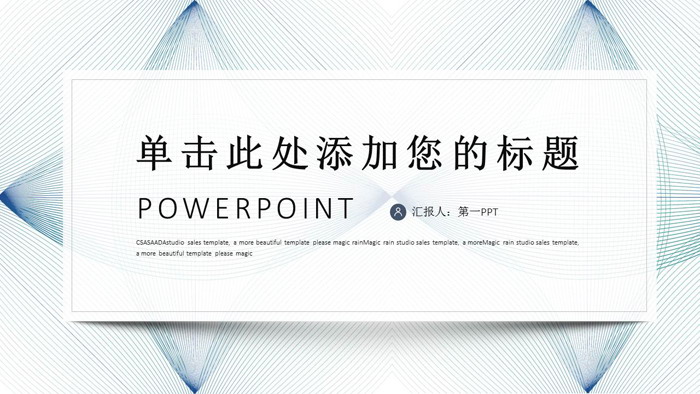 单击此处添加您的标题
POWERPOINT
汇报人：第一PPT
CSASAADAstudio sales template, a more beautiful template please magic rainMagic rain studio sales template, a moreMagic rain studio sales template,
a more beautiful template please magic